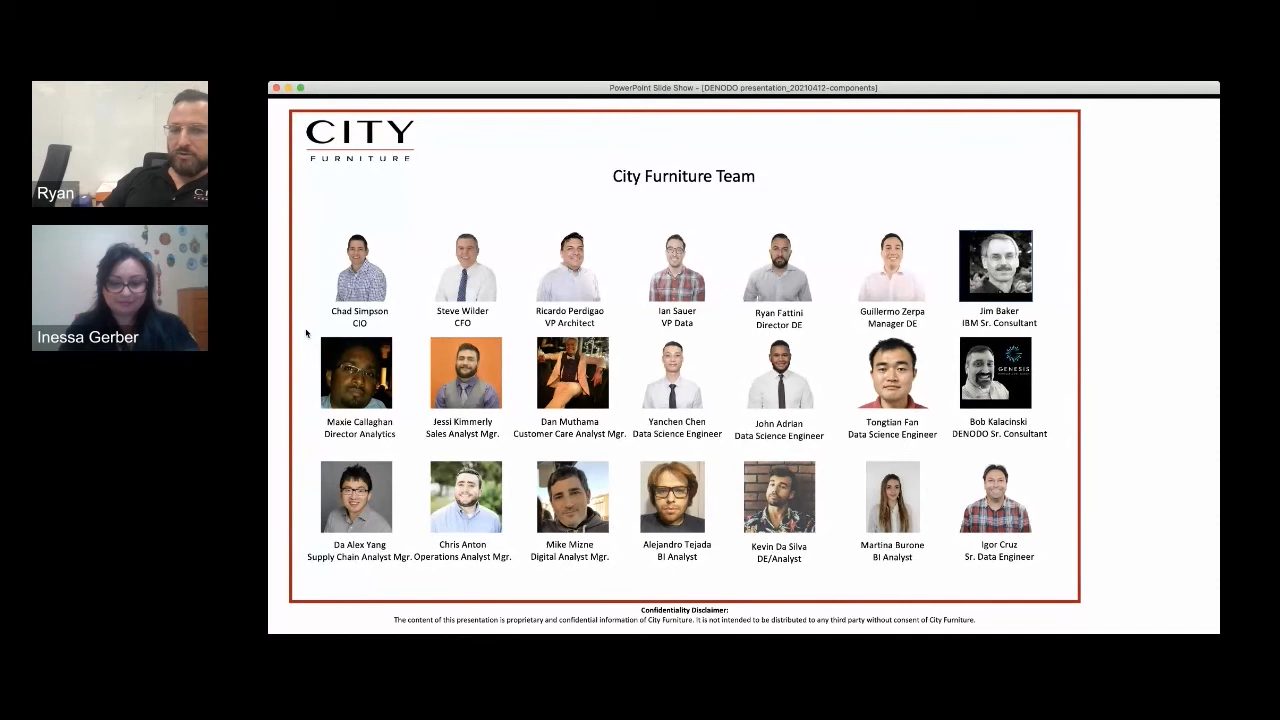 PowerPoint Slide Show - [DENODO presentation_20210412-components]
CITY
FURNITURE
City Furniture Team
Ryan
Inessa Gerber
Chad Simpson
CIO
Steve Wilder
CFO
Ricardo Perdigao
VP Architect
Ian Sauer
VP Data
Ryan Fattini
Director DE
Guillermo Zerpa
Manager DE
Jim Baker
IBM Sr. Consultant
GENESIS
Maxie Callaghan
Director Analytics
Jessi Kimmerly
Sales Analyst Mgr.
Dan Muthama
Customer Care Analyst Mgr.
Yanchen Chen
Data Science Engineer
John Adrian
Data Science Engineer
Tongtian Fan
Data Science Engineer
Bob Kalacinski
DENODO Sr. Consultant
Da Alex Yang
Supply Chain Analyst Mgr.
Chris Anton
Operations Analyst Mgr.
Mike Mizne
Digital Analyst Mgr.
Alejandro Tejada
BI Analyst
Kevin Da Silva
DE/Analyst
Martina Burone
BI Analyst
Igor Cruz
Sr. Data Engineer
Confidentiality Disclaimer:
The content of this presentation is proprietary and confidential information of City Furniture. It is not intended to be distributed to any third party without consent of City Furniture.